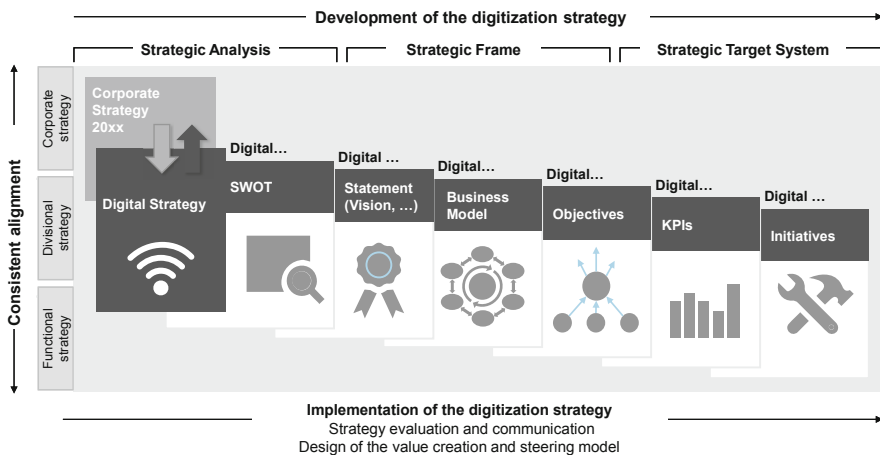 Development of the digitization strategy
Strategic Analysis
Strategic Frame
Strategic Target System
Consistent alignment
Corporate
strategy
Divisional
strategy
Functional
strategy
Corporate
Strategy
20xx
Digital Strategy
Digital…
SWOT
Digital …
Statement
(Vision, …)
Digital…
Business
Model
Digital …
Objectives
Digital…
KPIs
Digital …
Initiatives
Implementation of the digitization strategy
Strategy evaluation and communication
Design of the value creation and steering model